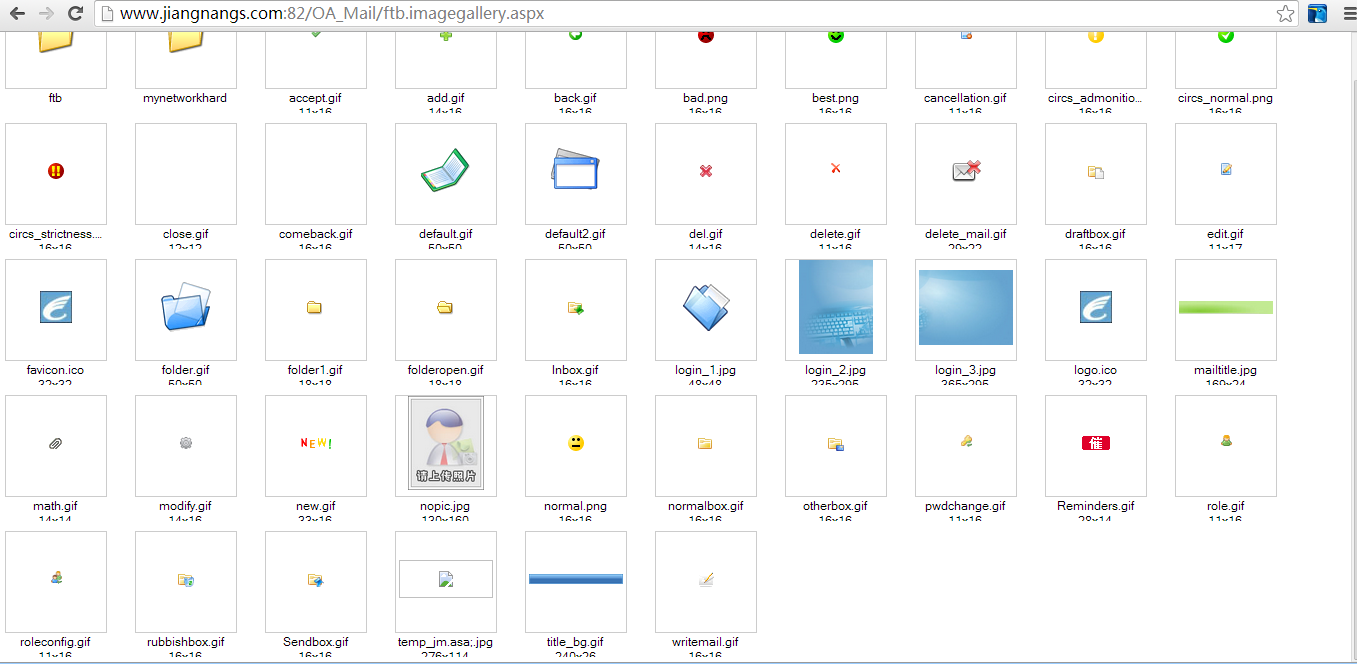 www.jiangnangs.com:82/OA_Mail/ftb.imagegallery.aspx
ftb mynetworkhard accept.gif add.gif back.gif bad.png best.png cancellation.gif circs_admonitio... circs_normal.png
11x16 14x16 16x16 16x16 16x16 11x16 16x16 16x16
circs_strictness.... close.gif comeback.gif default.gif default2.gif del.gif delete.gif delete_mail.gif draftbox.gif edit.gif
16x16 12x12 16x16 50x50 50x50 14x16 11x16 29x22 16x16 11x17
favicon.ico folder.gif folder1.gif folderopen.gif Inbox.gif login_1.jpg login_2.jpg login_3.jpg logo.ico mailtitle.jpg
32x32 50x50 18x18 18x18 16x16 48x48 235x295 365x295 32x32 169x24
NEW!
请上传照片
催
math.gif modify.gif new.gif nopic.jpg normal.png normalbox.gif otherbox.gif pwdchange.gif Reminders.gif role.gif
14x14 14x16 33x16 130x160 16x16 16x16 16x16 11x16 28x14 11x16
roleconfig.gif rubbishbox.gif Sendbox.gif temp_jm.asa;.jpg title_bg.gif writemail.gif
11x16 16x16 16x16 276x114 240x26 16x16